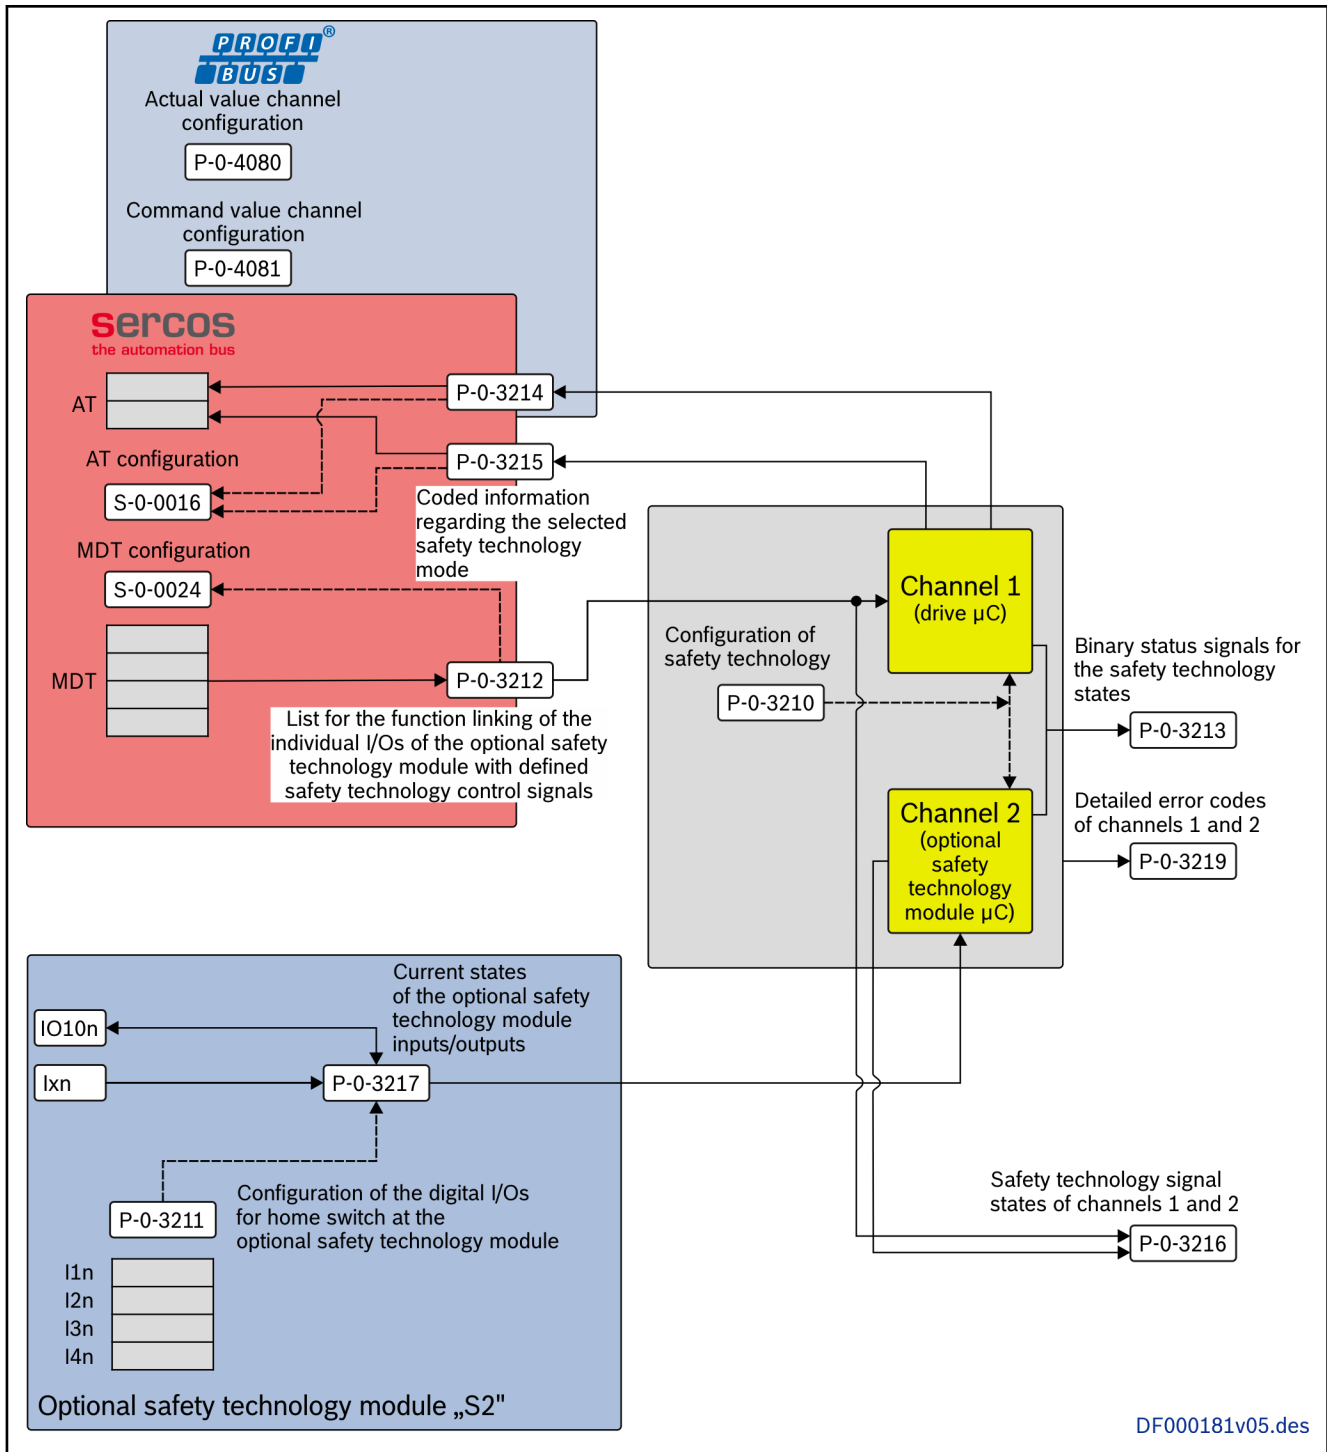 PROFI®
BUS
Actual value channel
configuration
P-0-4080
Command value channel
configuration
P-0-4081
sercos
the automation bus
AT
P-0-3214
P-0-3215
AT configuration
S-0-0016
Coded information
regarding the selected
safety technology
mode
MDT configuration
S-0-0024
MDT
P-0-3212
List for the function linking of the
individual I/Os of the optional safety
technology module with defined
safety technology control signals
Channel 1
(drive µC)
Configuration of
safety technology
P-0-3210
Binary status signals for
the safety technology
states
P-0-3213
Channel 2
(optional
safety
technology
module µC)
Detailed error codes
of channels 1 and 2
P-0-3219
Current states
of the optional safety
technology module
inputs/outputs
IO10n
Ixn
P-0-3217
P-0-3211
Configuration of the digital I/Os
for home switch at the
optional safety technology module
I1n
I2n
I3n
I4n
Safety technology signal
states of channels 1 and 2
P-0-3216
Optional safety technology module „S2"
DF000181v05.des